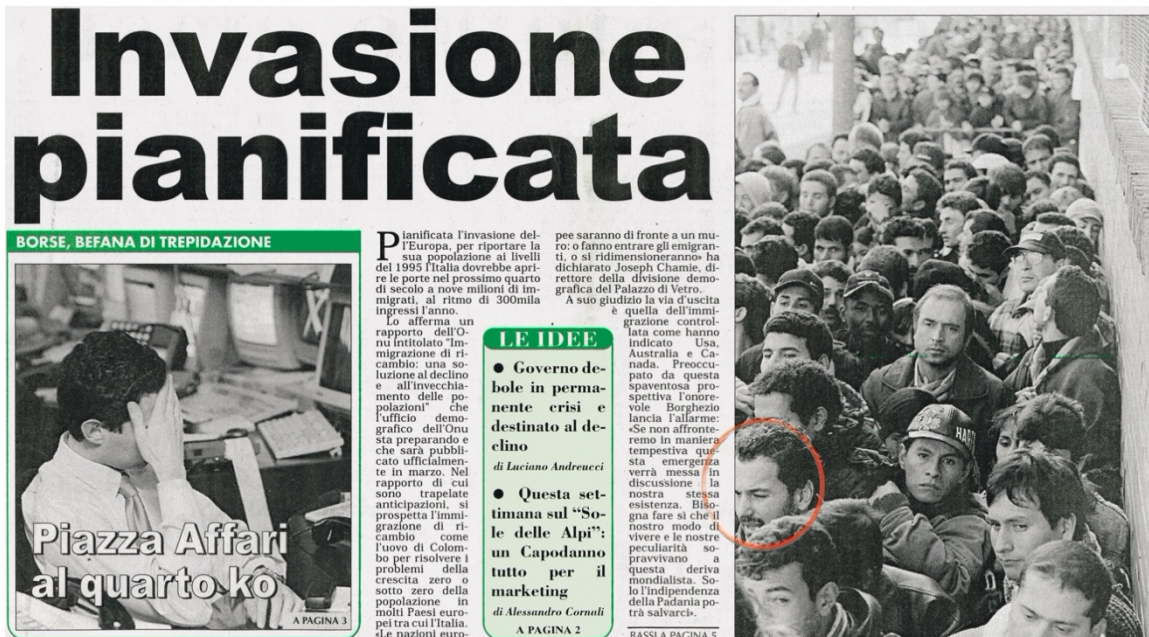 Invasione
pianificata
BORSE, BEFANA DI TREPIDAZIONE
Piazza Affari
al quarto ko
A PAGINA 3
Pianificata l'invasione del-
l'Europa, per riportare la
sua popolazione ai livelli
del 1995 l'Italia dovrebbe apri-
re le porte nel prossimo quarto
di secolo a nove milioni di im-
migrati, al ritmo di 300mila
ingressi l'anno.
Lo afferma un
rapporto dell'O-
nu intitolato "Im-
migrazione di ri-
cambio: una so-
luzione al declino
e all'invecchia-
mento delle po-
polazioni" che
l'ufficio demo-
grafico dell'Onu
sta preparando e
che sarà pubbli-
cato ufficialmen-
te in marzo. Nel
rapporto di cui
sono trapelate
anticipazioni, si
prospetta l'immi-
grazione di ri-
cambio come
l'uovo di Colom-
bo per risolvere i
problemi della
crescita zero o
sotto zero della
popolazione in
molti Paesi euro-
pei tra cui l'Italia.
«Le nazioni euro-
pee saranno di fronte a un mu-
ro: o fanno entrare gli emigran-
ti, o si ridimensioneranno» ha
dichiarato Joseph Chamie, di-
rettore della divisione demo-
grafica del Palazzo di Vetro.
A suo giudizio la via d'uscita
è quella dell'immi-
grazione control-
lata come hanno
indicato Usa,
Australia e Ca-
nada. Preoccu-
pato da questa
spaventosa pro-
spettiva l'onore-
vole Borghezio
lancia l'allarme:
«Se non affronte-
remo in maniera
tempestiva que-
sta emergenza
verrà messa in
discussione la
nostra stessa
esistenza. Biso-
gna fare sì che il
nostro modo di
vivere e le nostre
peculiarità so-
pravvivano a
questa deriva
mondialista. So-
lo l'indipendenza
della Padania po-
trà salvarci».
BASSI A PAGINA 5
LE IDEE
● Governo de-
bole in perma-
nente crisi e
destinato al de-
clino
di Luciano Andreucci
● Questa set-
timana sul "So-
le delle Alpi":
un Capodanno
tutto per il
marketing
di Alessandro Cornali
A PAGINA 2